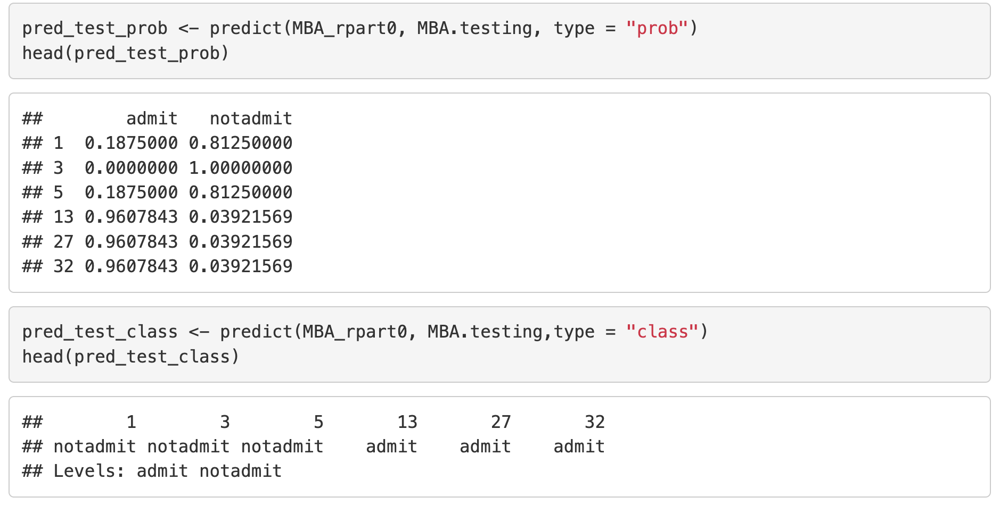 pred_test_prob <- predict(MBA_rpart0, MBA.testing, type = "prob")
head(pred_test_prob)
##        admit   notadmit
## 1  0.1875000 0.81250000
## 3  0.0000000 1.00000000
## 5  0.1875000 0.81250000
## 13 0.9607843 0.03921569
## 27 0.9607843 0.03921569
## 32 0.9607843 0.03921569
pred_test_class <- predict(MBA_rpart0, MBA.testing,type = "class")
head(pred_test_class)
##        1        3        5       13       27       32
## notadmit notadmit notadmit    admit    admit    admit
## Levels: admit notadmit